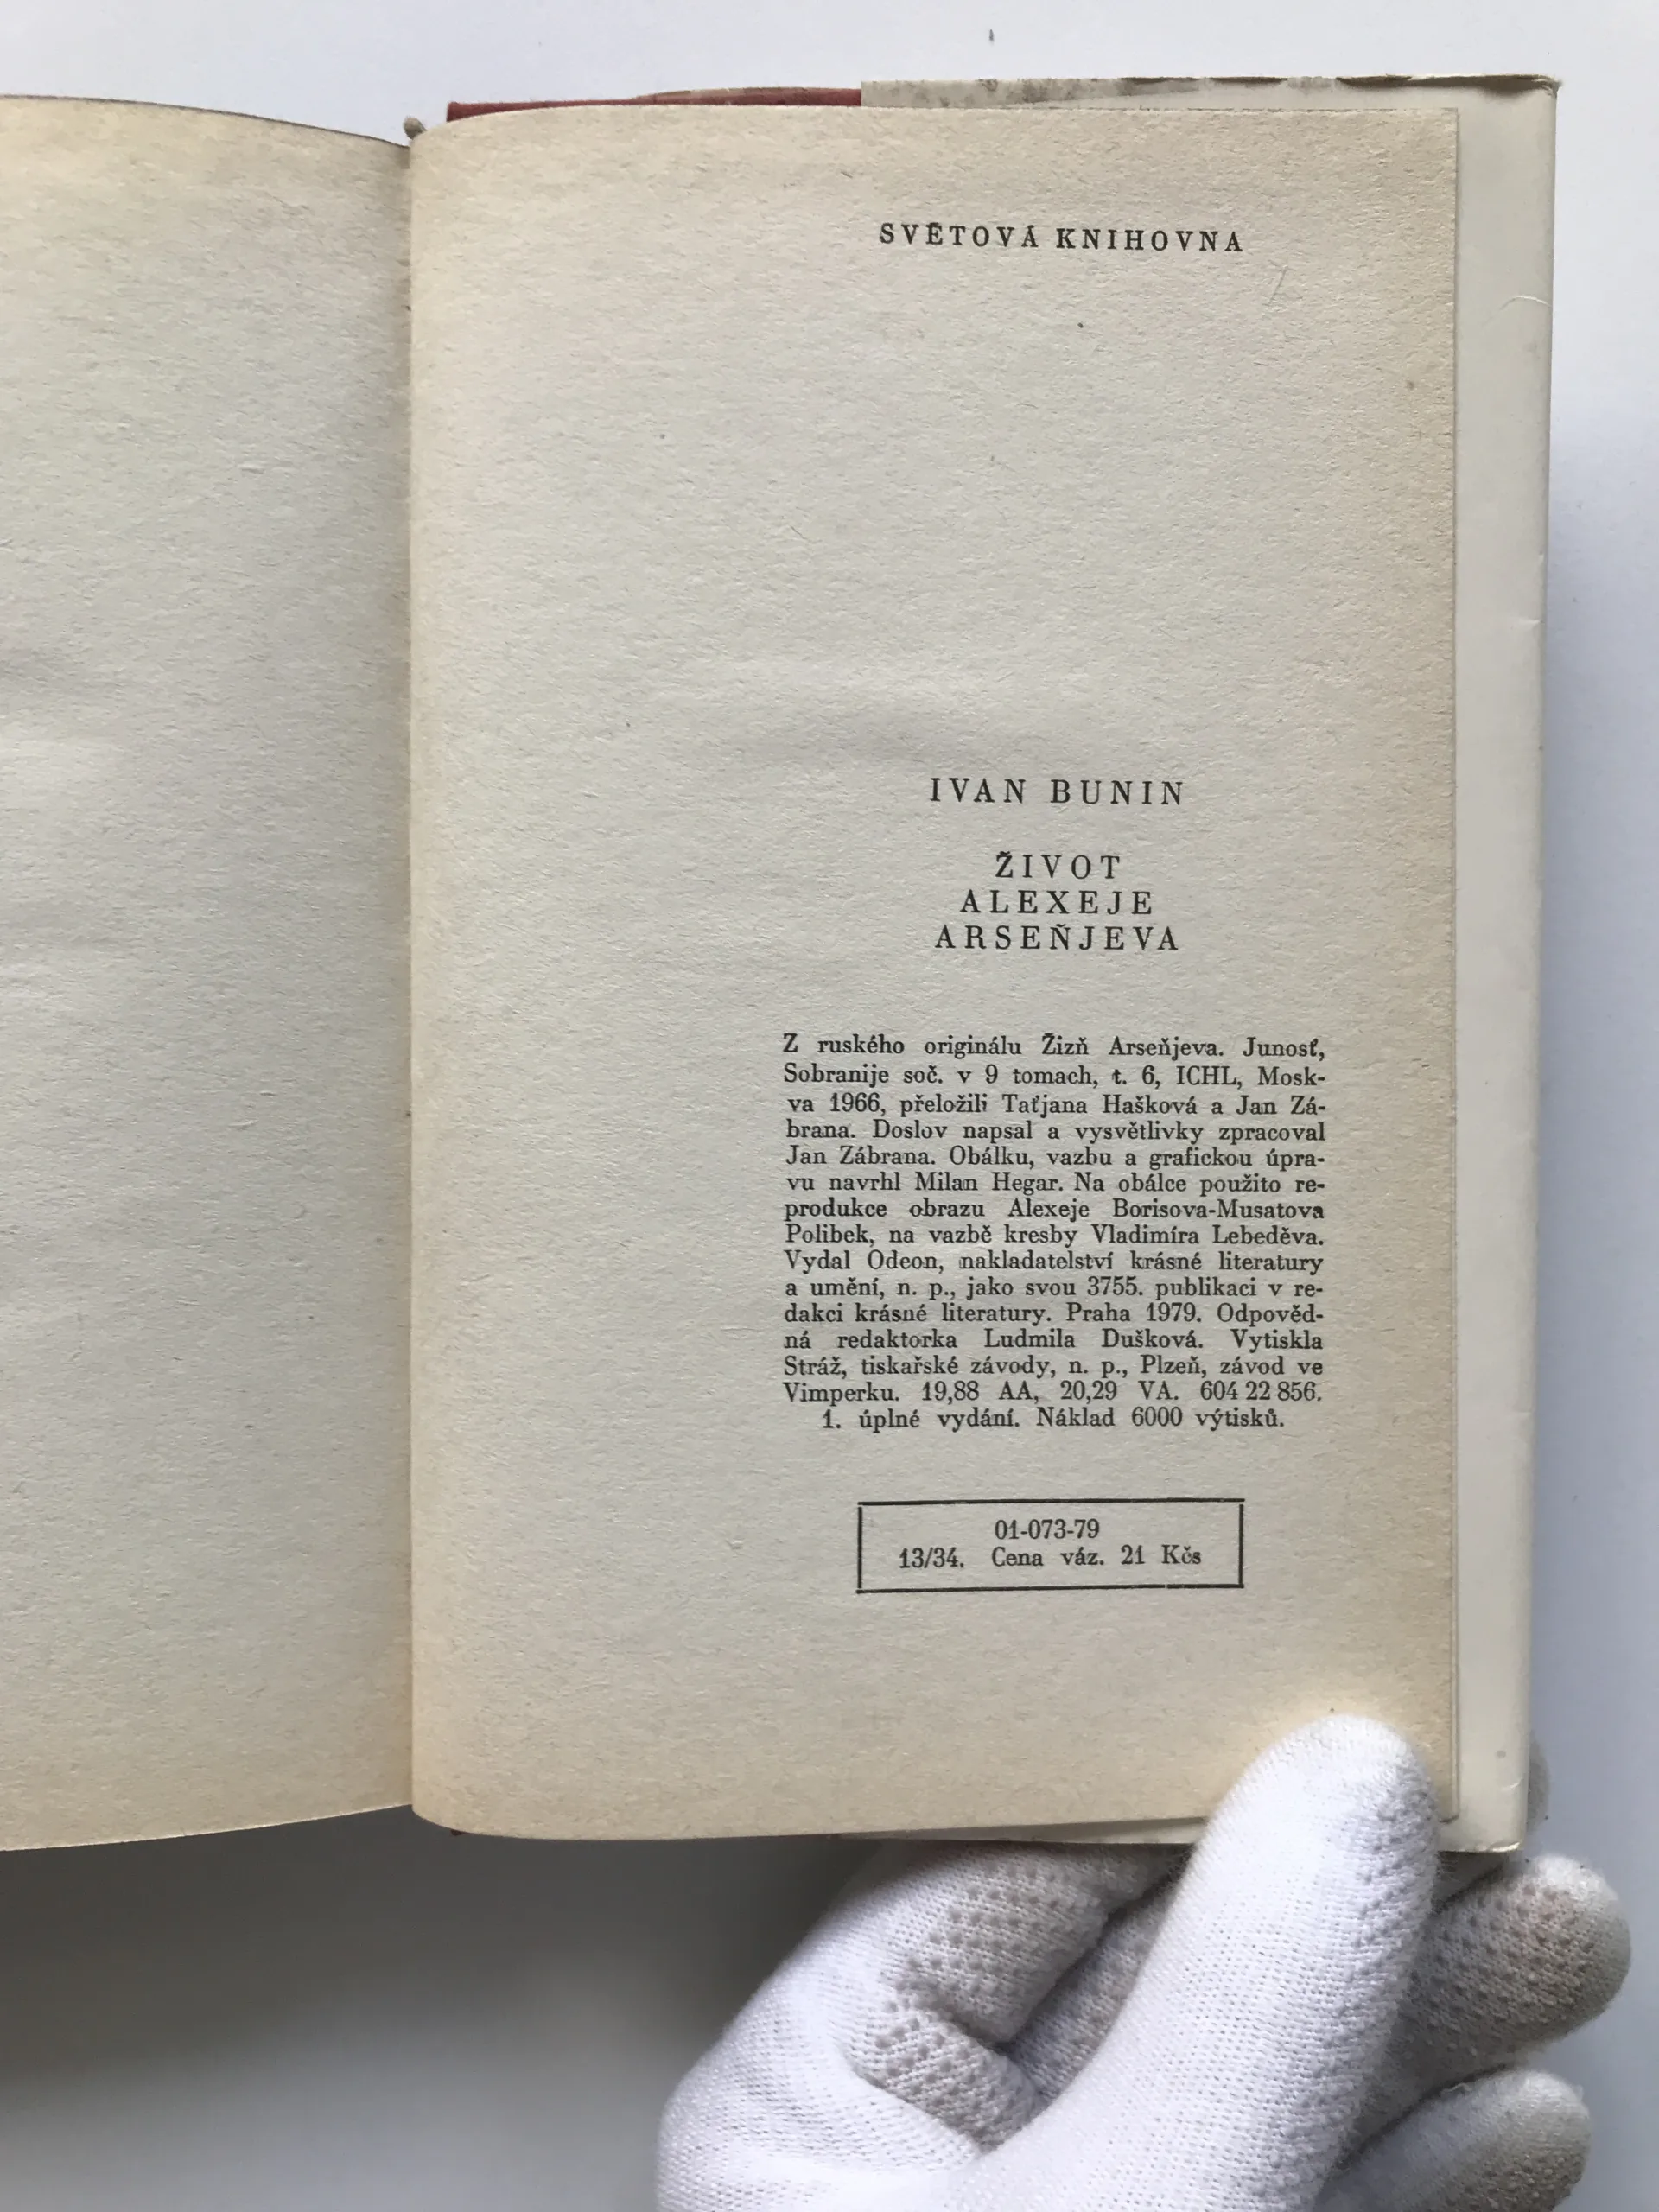 SVĚTOVÁ KNIHOVNA
IVAN BUNIN
ŽIVOT
ALEXEJE
ARSEŇJEVA
Z ruského originálu Žizň Arseňjeva. Junosť,
Sobranije soč. v 9 tomach, t. 6, ICHL, Mosk-
va 1966, přeložili Taťjana Hašková a Jan Zá-
brana. Doslov napsal a vysvětlivky zpracoval
Jan Zábrana. Obálku, vazbu a grafickou úpra-
vu navrhl Milan Hegar. Na obálce použito re-
produkce obrazu Alexeje Borisova-Musatova
Polibek, na vazbě kresby Vladimíra Lebeděva.
Vydal Odeon, nakladatelství krásné literatury
a umění, n. p., jako svou 3755. publikaci v re-
dakci krásné literatury. Praha 1979. Odpověd-
ná redaktorka Ludmila Dušková. Vytiskla
Stráž, tiskařské závody, n. p., Plzeň, závod ve
Vimperku. 19,88 AA, 20,29 VA. 604 22 856.
1. úplné vydání. Náklad 6000 výtisků.
01-073-79
13/34. Cena váz. 21 Kčs